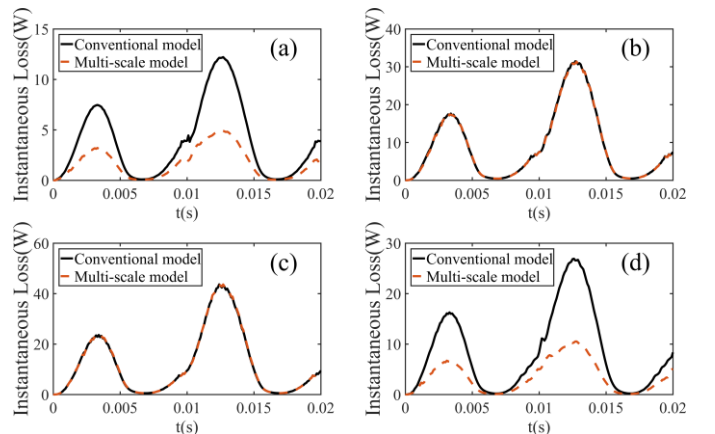 Instantaneous Loss(W)
15
10
5
0
Conventional model
Multi-scale model
(a)
0
0.005
0.01
0.015
0.02
t(s)
Instantaneous Loss(W)
40
30
20
10
0
Conventional model
Multi-scale model
(b)
0
0.005
0.01
0.015
0.02
t(s)
Instantaneous Loss(W)
60
40
20
0
Conventional model
Multi-scale model
(c)
0
0.005
0.01
0.015
0.02
t(s)
Instantaneous Loss(W)
30
20
10
0
Conventional model
Multi-scale model
(d)
0
0.005
0.01
0.015
0.02
t(s)